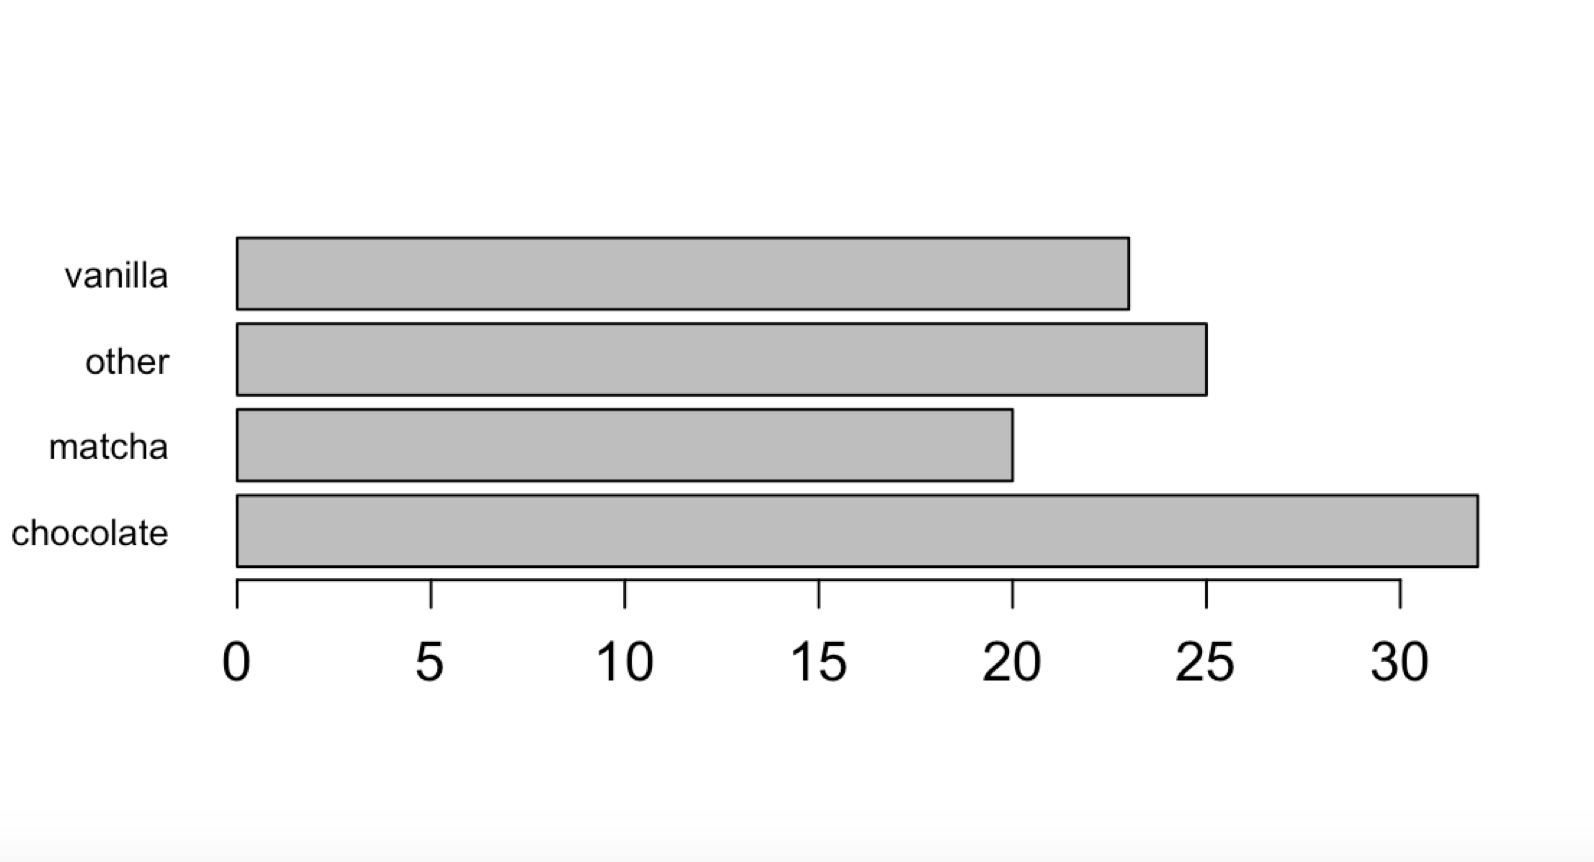 vanilla
other
matcha
chocolate
0 5 10 15 20 25 30